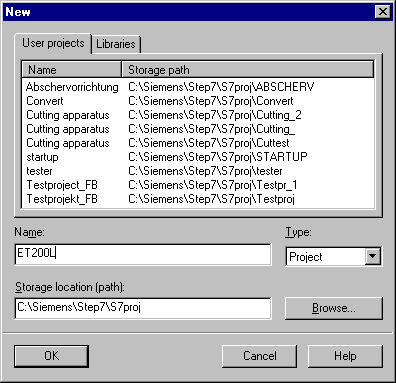 New
User projects Libraries
Name Storage path
Abschervorrichtung C:\Siemens\Step7\S7proj\ABSCHERV
Convert C:\Siemens\Step7\S7proj\Convert
Cutting apparatus C:\Siemens\Step7\S7proj\Cutting_2
Cutting apparatus C:\Siemens\Step7\S7proj\Cutting_
Cutting apparatus C:\Siemens\Step7\S7proj\Cuttest
startup C:\Siemens\Step7\S7proj\STARTUP
tester C:\Siemens\Step7\S7proj\tester
Testproject_FB C:\Siemens\Step7\S7proj\Testpr_1
Testprojekt_FB C:\Siemens\Step7\S7proj\Testproj
Name: Type:
ET200L Project
Storage location (path):
C:\Siemens\Step7\S7proj Browse...
OK Cancel Help